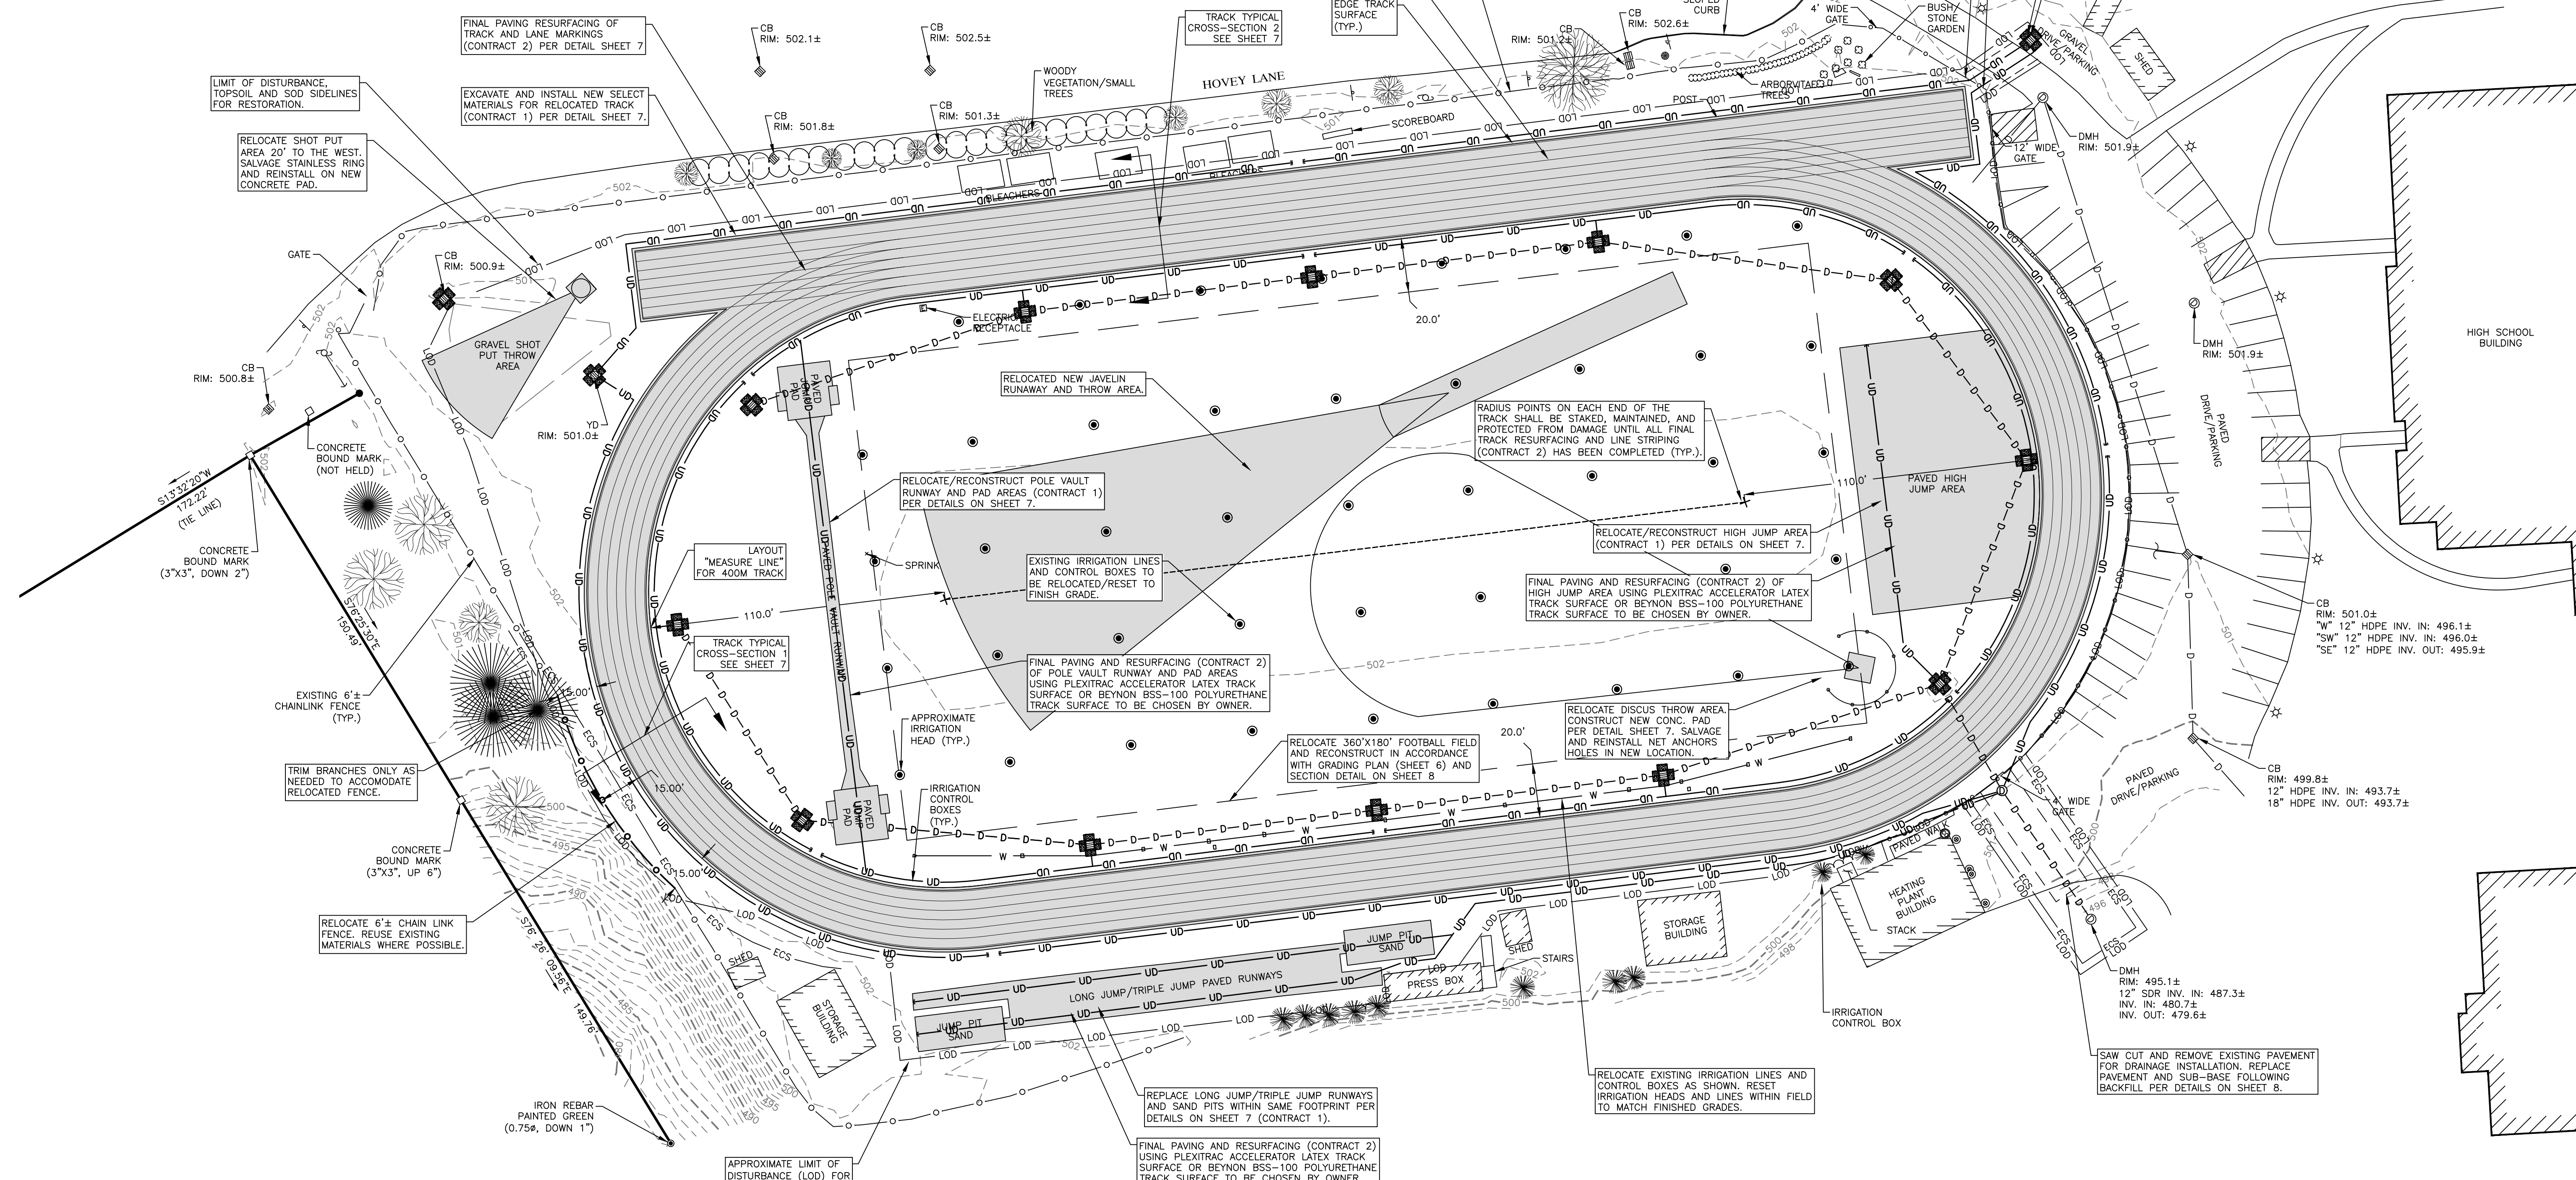 FINAL PAVING RESURFACING OF
TRACK AND LANE MARKINGS
(CONTRACT 2) PER DETAIL SHEET 7
CB
RIM: 502.1±
CB
RIM: 502.5±
TRACK TYPICAL
CROSS-SECTION 2
SEE SHEET 7
EDGE TRACK
SURFACE
(TYP.)
CB
RIM: 501.2±
CB
RIM: 502.6±
SLOPED
CURB
4' WIDE
GATE
BUSH/
STONE
GARDEN
GRAVEL
DRIVE/PARKING
SHED
LIMIT OF DISTURBANCE,
TOPSOIL AND SOD SIDELINES
FOR RESTORATION.
EXCAVATE AND INSTALL NEW SELECT
MATERIALS FOR RELOCATED TRACK
(CONTRACT 1) PER DETAIL SHEET 7.
WOODY
VEGETATION/SMALL
TREES
HOVEY LANE
ARBORVITAE
TREES
POST
SCOREBOARD
CB
RIM: 501.8±
CB
RIM: 501.3±
DMH
RIM: 501.9±
12' WIDE
GATE
RELOCATE SHOT PUT
AREA 20' TO THE WEST.
SALVAGE STAINLESS RING
AND REINSTALL ON NEW
CONCRETE PAD.
BLEACHERS
BLEACHERS
GATE
CB
RIM: 500.9±
GRAVEL SHOT
PUT THROW
AREA
ELECTRIC
RECEPTACLE
20.0'
HIGH SCHOOL
BUILDING
DMH
RIM: 501.9±
CB
RIM: 500.8±
YD
RIM: 501.0±
PAVED
JUMP
PAD
RELOCATED NEW JAVELIN
RUNAWAY AND THROW AREA.
RADIUS POINTS ON EACH END OF THE
TRACK SHALL BE STAKED, MAINTAINED, AND
PROTECTED FROM DAMAGE UNTIL ALL FINAL
TRACK RESURFACING AND LINE STRIPING
(CONTRACT 2) HAS BEEN COMPLETED (TYP.).
PAVED
DRIVE/PARKING
CONCRETE
BOUND MARK
(NOT HELD)
S13°32'20"W
172.22'
(TIE LINE)
RELOCATE/RECONSTRUCT POLE VAULT
RUNWAY AND PAD AREAS (CONTRACT 1)
PER DETAILS ON SHEET 7.
110.0'
PAVED HIGH
JUMP AREA
CONCRETE
BOUND MARK
(3"X3", DOWN 2")
LAYOUT
"MEASURE LINE"
FOR 400M TRACK
PAVED POLE VAULT RUNWAY
SPRINK
EXISTING IRRIGATION LINES
AND CONTROL BOXES TO
BE RELOCATED/RESET TO
FINISH GRADE.
RELOCATE/RECONSTRUCT HIGH JUMP AREA
(CONTRACT 1) PER DETAILS ON SHEET 7.
FINAL PAVING AND RESURFACING (CONTRACT 2) OF
HIGH JUMP AREA USING PLEXITRAC ACCELERATOR LATEX
TRACK SURFACE OR BEYNON BSS-100 POLYURETHANE
TRACK SURFACE TO BE CHOSEN BY OWNER.
S76°25'30"E
150.49'
110.0'
CB
RIM: 501.0±
"W" 12" HDPE INV. IN: 496.1±
"SW" 12" HDPE INV. IN: 496.0±
"SE" 12" HDPE INV. OUT: 495.9±
TRACK TYPICAL
CROSS-SECTION 1
SEE SHEET 7
502
EXISTING 6'±
CHAINLINK FENCE
(TYP.)
15.00'
FINAL PAVING AND RESURFACING (CONTRACT 2)
OF POLE VAULT RUNWAY AND PAD AREAS
USING PLEXITRAC ACCELERATOR LATEX TRACK
SURFACE OR BEYNON BSS-100 POLYURETHANE
TRACK SURFACE TO BE CHOSEN BY OWNER.
APPROXIMATE
IRRIGATION
HEAD (TYP.)
RELOCATE DISCUS THROW AREA.
CONSTRUCT NEW CONC. PAD
PER DETAIL SHEET 7. SALVAGE
AND REINSTALL NET ANCHORS
HOLES IN NEW LOCATION.
20.0'
RELOCATE 360'X180' FOOTBALL FIELD
AND RECONSTRUCT IN ACCORDANCE
WITH GRADING PLAN (SHEET 6) AND
SECTION DETAIL ON SHEET 8
TRIM BRANCHES ONLY AS
NEEDED TO ACCOMODATE
RELOCATED FENCE.
15.00'
IRRIGATION
CONTROL
BOXES
(TYP.)
PAVED
JUMP
PAD
PAVED
DRIVE/PARKING
CB
RIM: 499.8±
12" HDPE INV. IN: 493.7±
18" HDPE INV. OUT: 493.7±
4' WIDE
GATE
PAVED WALK
CONCRETE
BOUND MARK
(3"X3", UP 6")
495
490
485
15.00'
HEATING
PLANT
BUILDING
STACK
RELOCATE 6'± CHAIN LINK
FENCE. REUSE EXISTING
MATERIALS WHERE POSSIBLE.
S76° 26' 09.56"E
149.76'
SHED
STORAGE
BUILDING
JUMP PIT
SAND
LONG JUMP/TRIPLE JUMP PAVED RUNWAYS
JUMP PIT
SAND
SHED
STAIRS
PRESS BOX
STORAGE
BUILDING
IRRIGATION
CONTROL BOX
DMH
RIM: 495.1±
12" SDR INV. IN: 487.3±
INV. IN: 480.7±
INV. OUT: 479.6±
SAW CUT AND REMOVE EXISTING PAVEMENT
FOR DRAINAGE INSTALLATION. REPLACE
PAVEMENT AND SUB-BASE FOLLOWING
BACKFILL PER DETAILS ON SHEET 8.
RELOCATE EXISTING IRRIGATION LINES AND
CONTROL BOXES AS SHOWN. RESET
IRRIGATION HEADS AND LINES WITHIN FIELD
TO MATCH FINISHED GRADES.
IRON REBAR
PAINTED GREEN
(0.75ø, DOWN 1")
REPLACE LONG JUMP/TRIPLE JUMP RUNWAYS
AND SAND PITS WITHIN SAME FOOTPRINT PER
DETAILS ON SHEET 7 (CONTRACT 1).
APPROXIMATE LIMIT OF
DISTURBANCE (LOD) FOR
FINAL PAVING AND RESURFACING (CONTRACT 2)
USING PLEXITRAC ACCELERATOR LATEX TRACK
SURFACE OR BEYNON BSS-100 POLYURETHANE
TRACK SURFACE TO BE CHOSEN BY OWNER.